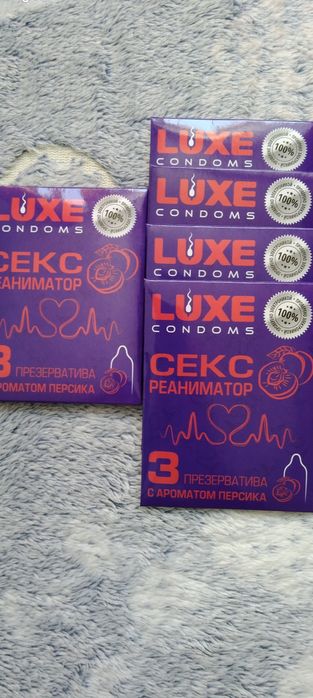 LUXE
CONDOMS
100%
СЕКС
РЕАНИМАТОР
3 ПРЕЗЕРВАТИВА
С АРОМАТОМ ПЕРСИКА
LUXE
CONDOMS
100%
LUXE
CONDOMS
100%
LUXE
CONDOMS
100%
LUXE
CONDOMS
100%
СЕКС
РЕАНИМАТОР
3 ПРЕЗЕРВАТИВА
С АРОМАТОМ ПЕРСИКА